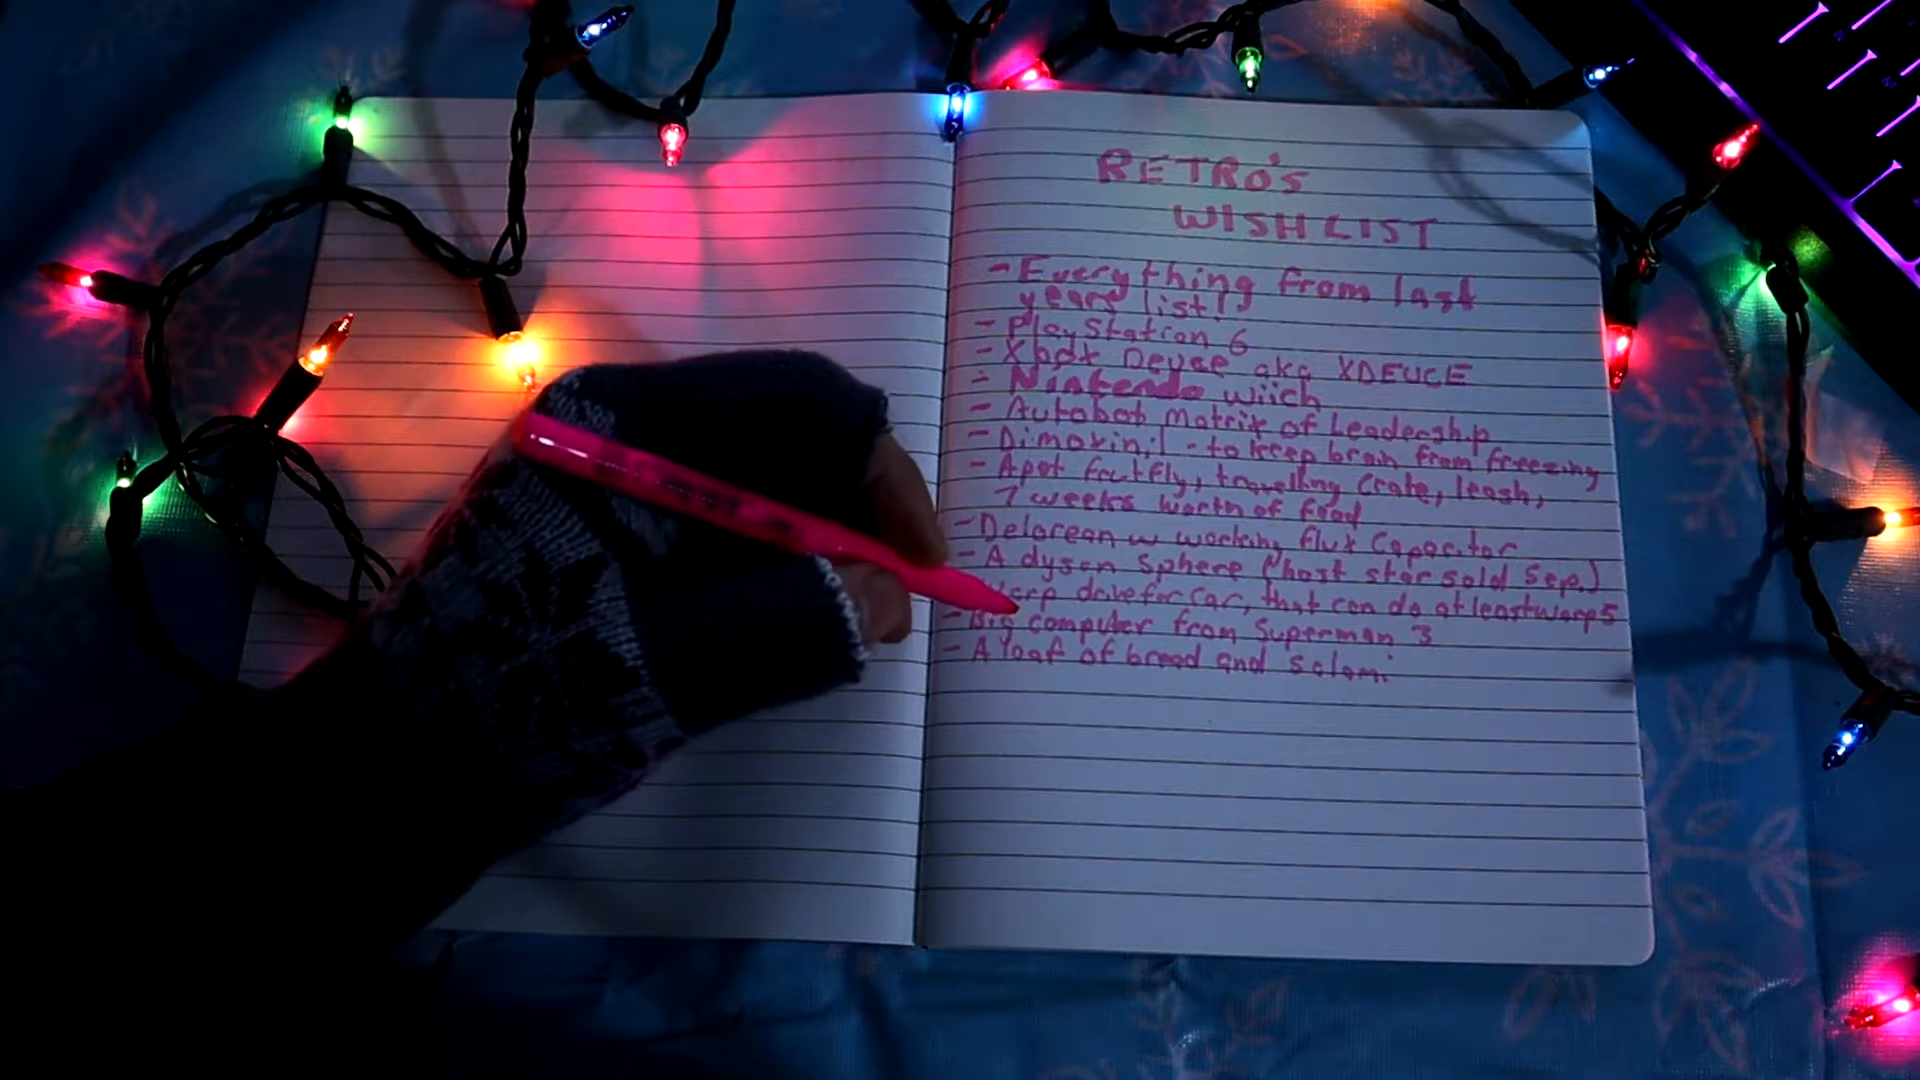 RETRO'S
WISHLIST
- Everything from last
years list!
- PlayStation 6
- Xbox Deuce aka XDEUCE
- Nintendo wiich
- Autobot Matrix of Leadership
- Dimoxinil - to keep brain from freezing
- A pet fruitfly, travelling crate, leash,
7 weeks worth of food
- Delorean w working flux capacitor
- A dyson sphere (host star sold sep.)
warp drive for car, that can do at least warp 5
- Big computer from Superman 3
- A loaf of bread and salami